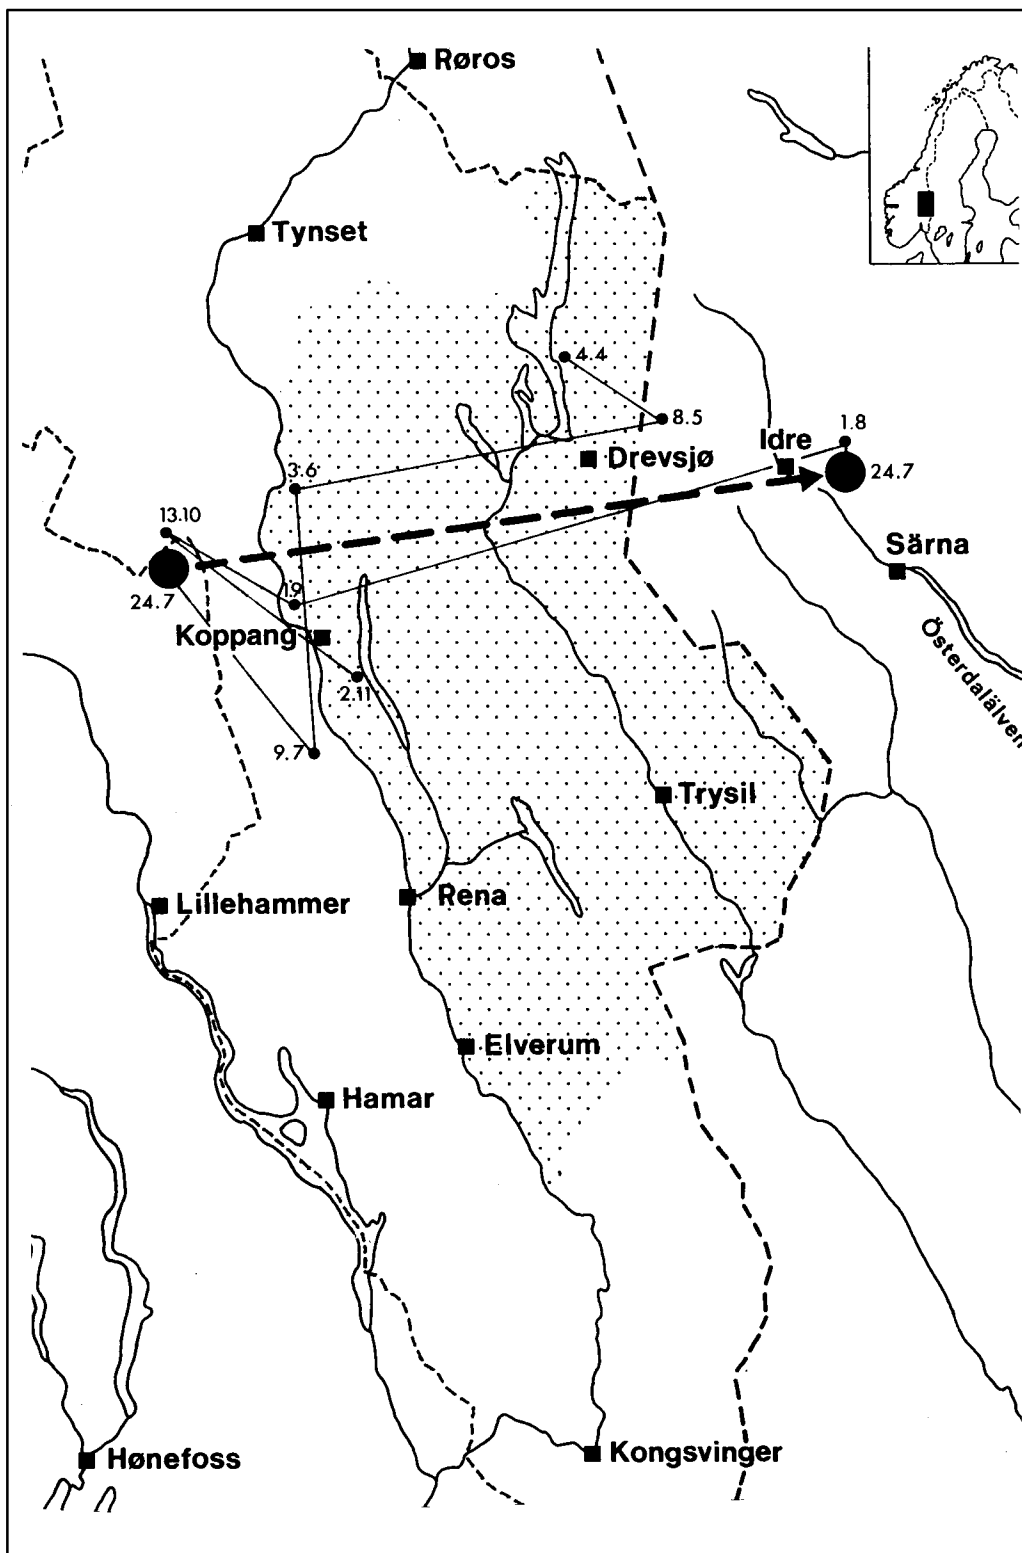 Røros
Tynset
4.4
8.5
1.8
Idre
Drevsjø
24.7
3.6
13.10
Särna
1.9
24.7
Koppang
Österdalälven
2.11
9.7
Trysil
Rena
Lillehammer
Elverum
Hamar
Kongsvinger
Hønefoss